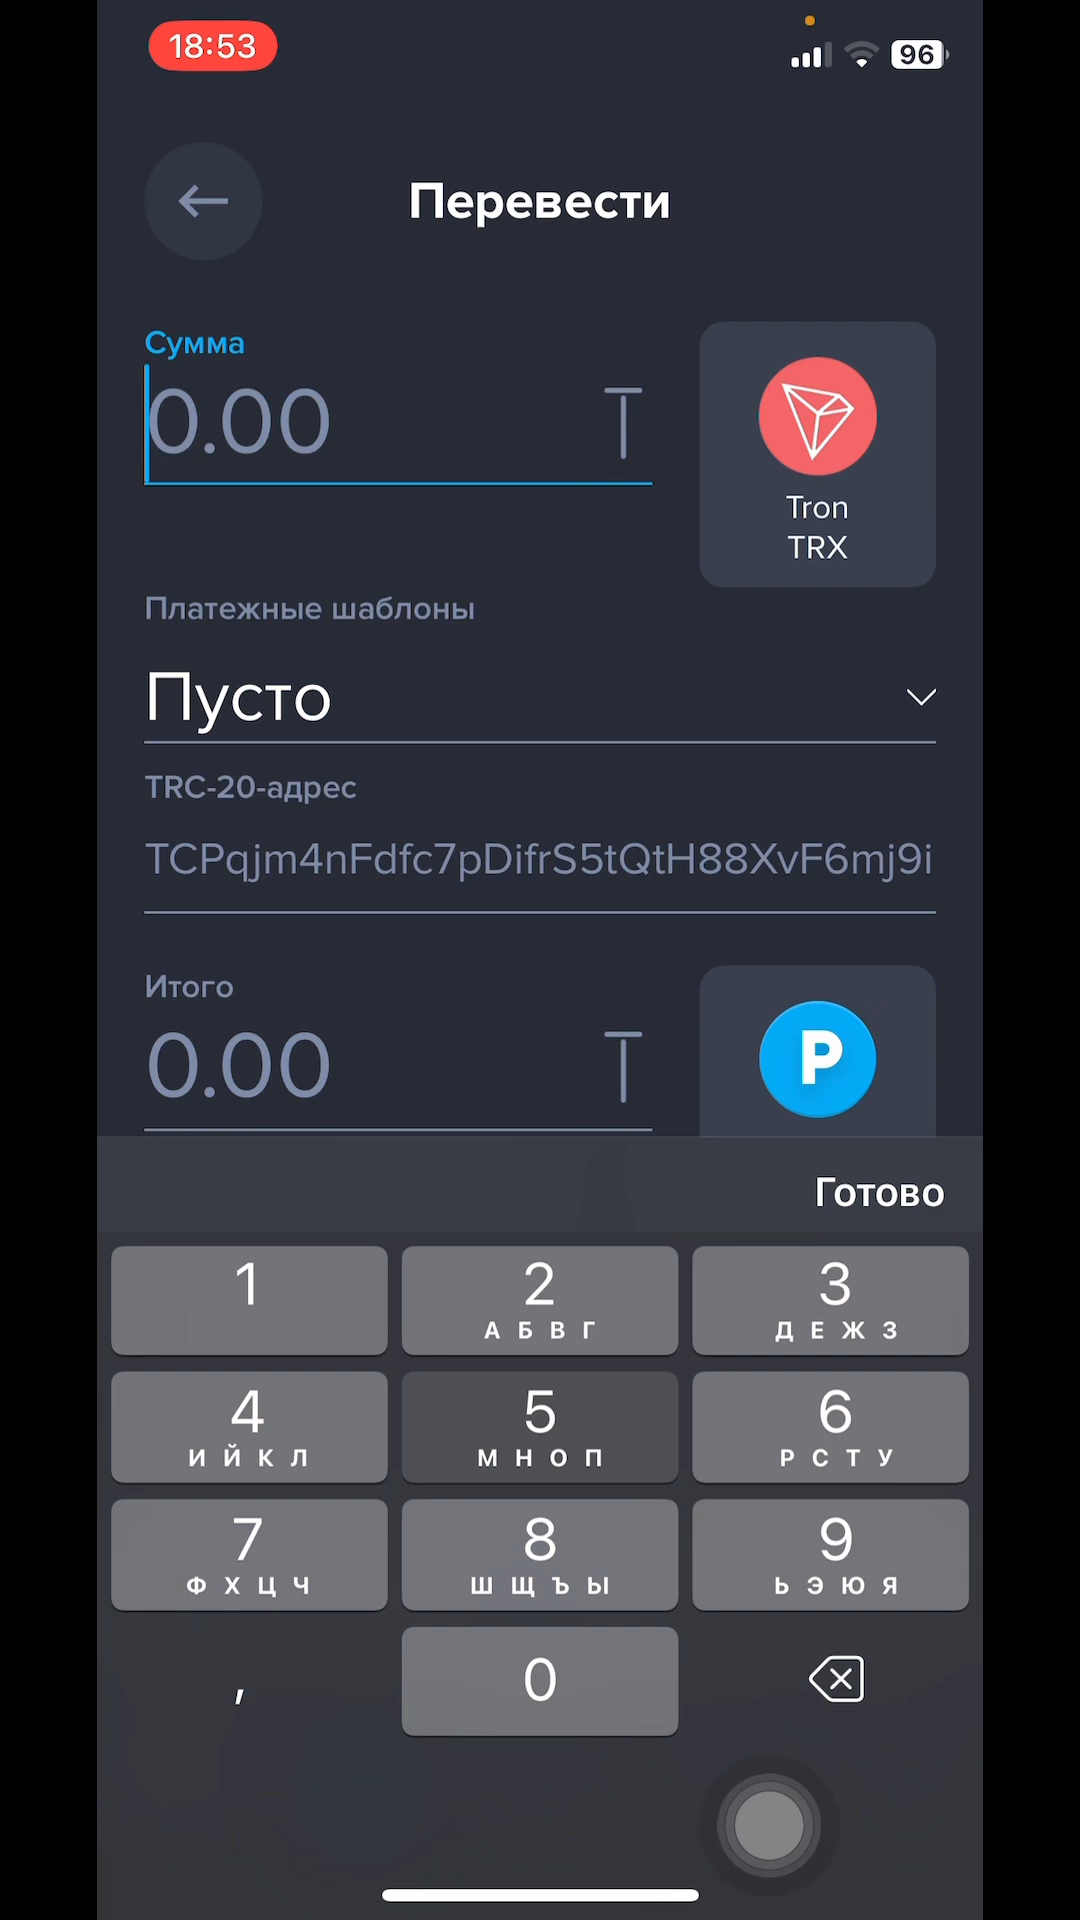 18:53
96
Перевести
Сумма
0.00
Tron
TRX
Платежные шаблоны
Пусто
TRC-20-адрес
TCPqjm4nFdfc7pDifrS5tQtH88XvF6mj9i
Итого
0.00
P
Готово
1
2
3
А Б В Г
Д Е Ж З
4
5
6
И Й К Л
М Н О П
Р С Т У
7
8
9
Ф Х Ц Ч
Ш Щ Ъ Ы
Ь Э Ю Я
,
0